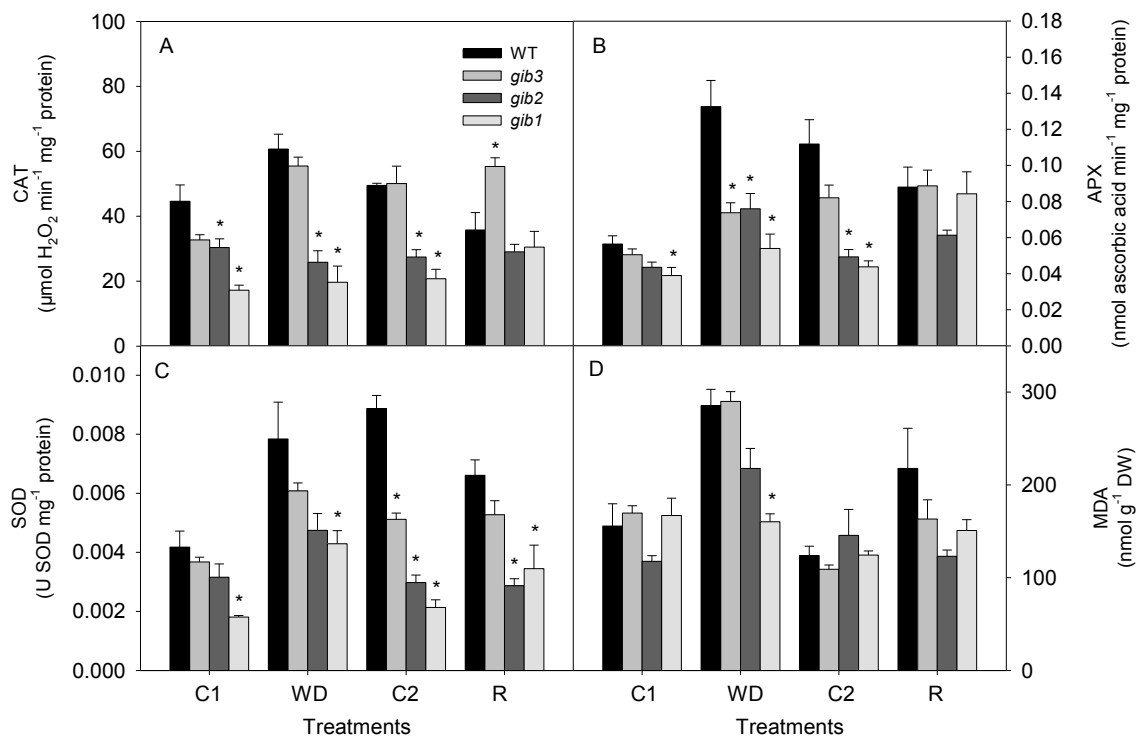 A
WT
gib3
gib2
gib1
100
80
60
40
20
0
CAT
(µmol H₂O₂ min⁻¹ mg⁻¹ protein)
*
*
*
*
*
*
*
B
0.18
0.16
0.14
0.12
0.10
0.08
0.06
0.04
0.02
0.00
APX
(nmol ascorbic acid min⁻¹ mg⁻¹ protein)
*
*
*
*
*
*
C
0.010
0.008
0.006
0.004
0.002
0.000
SOD
(U SOD mg⁻¹ protein)
*
*
*
*
*
*
*
C1 WD C2 R
Treatments
D
300
200
100
0
MDA
(nmol g⁻¹ DW)
*
C1 WD C2 R
Treatments